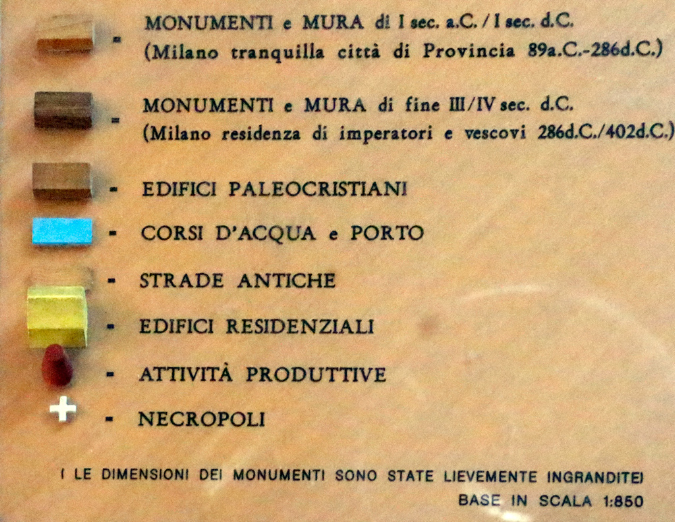 = MONUMENTI e MURA di I sec. a.C. / I sec. d.C.
(Milano tranquilla città di Provincia 89a.C.-286d.C.)
= MONUMENTI e MURA di fine III/IV sec. d.C.
(Milano residenza di imperatori e vescovi 286d.C./402d.C.)
= EDIFICI PALEOCRISTIANI
= CORSI D'ACQUA e PORTO
= STRADE ANTICHE
= EDIFICI RESIDENZIALI
= ATTIVITÀ PRODUTTIVE
= NECROPOLI
( LE DIMENSIONI DEI MONUMENTI SONO STATE LIEVEMENTE INGRANDITE)
BASE IN SCALA 1:850